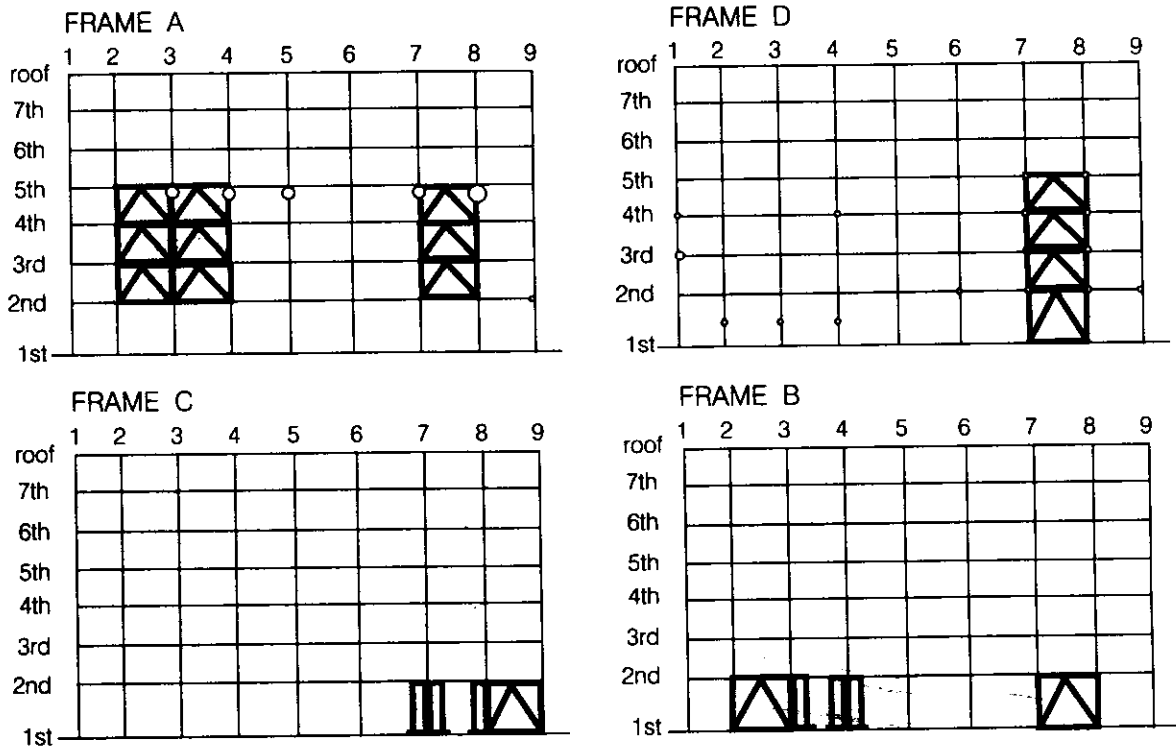 FRAME A
1 2 3 4 5 6 7 8 9
roof
7th
6th
5th
4th
3rd
2nd
1st
FRAME D
1 2 3 4 5 6 7 8 9
roof
7th
6th
5th
4th
3rd
2nd
1st
FRAME C
1 2 3 4 5 6 7 8 9
roof
7th
6th
5th
4th
3rd
2nd
1st
FRAME B
1 2 3 4 5 6 7 8 9
roof
7th
6th
5th
4th
3rd
2nd
1st